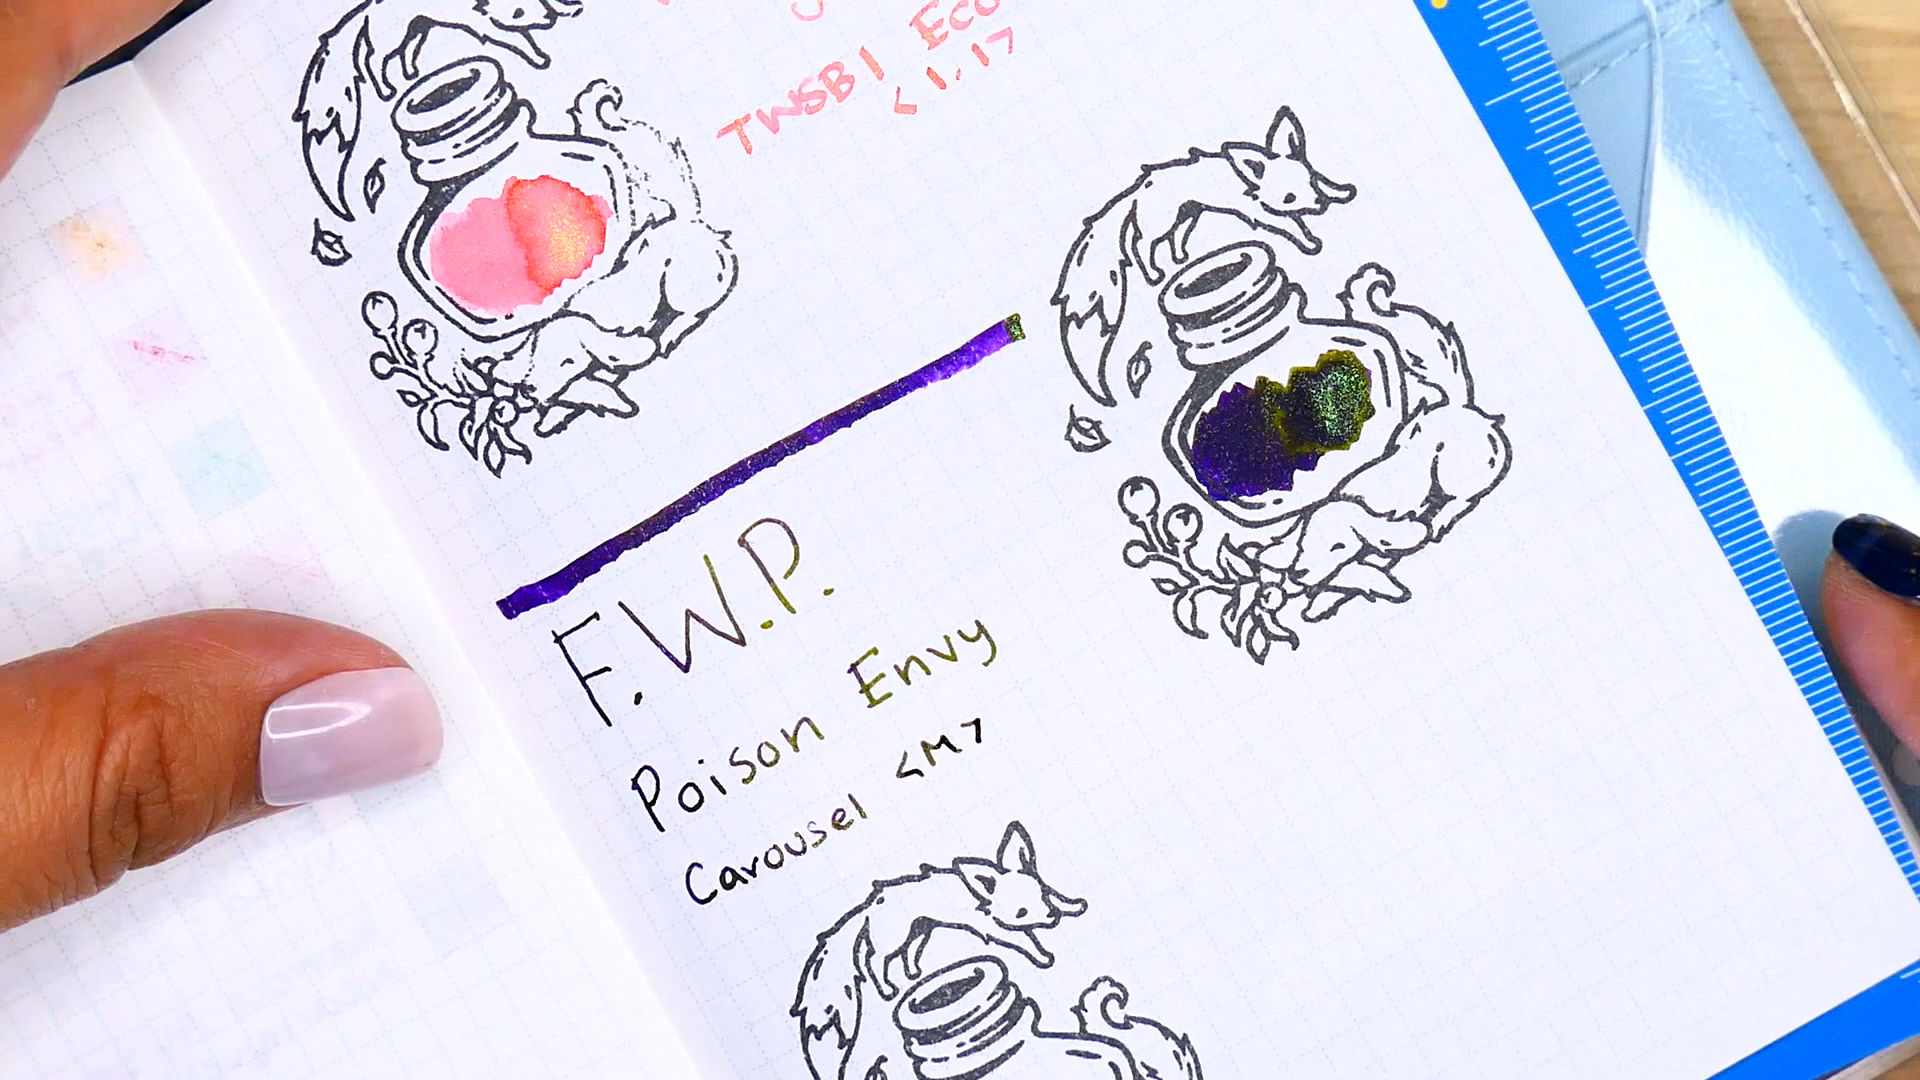 TWSBI Eco
<1.1>
F.W.P.
Poison Envy
Carousel <M>